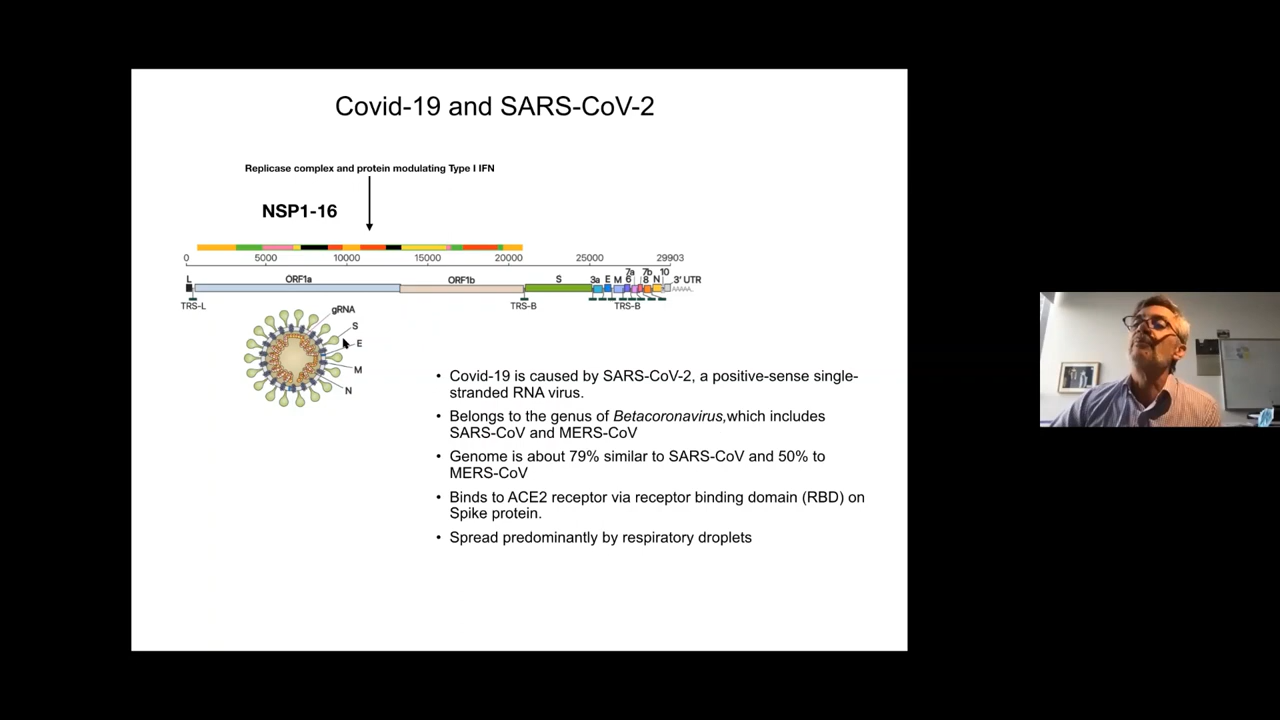 Covid-19 and SARS-CoV-2
Replicase complex and protein modulating Type I IFN
NSP1-16
0 5000 10000 15000 20000 25000 29903
7a 7b 10
L ORF1a ORF1b S 3a E M 6 8 N 3' UTR
AAAAA..
TRS-L TRS-B TRS-B
gRNA
S
E
M
N
• Covid-19 is caused by SARS-CoV-2, a positive-sense single-
stranded RNA virus.
• Belongs to the genus of Betacoronavirus,which includes
SARS-CoV and MERS-CoV
• Genome is about 79% similar to SARS-CoV and 50% to
MERS-CoV
• Binds to ACE2 receptor via receptor binding domain (RBD) on
Spike protein.
• Spread predominantly by respiratory droplets